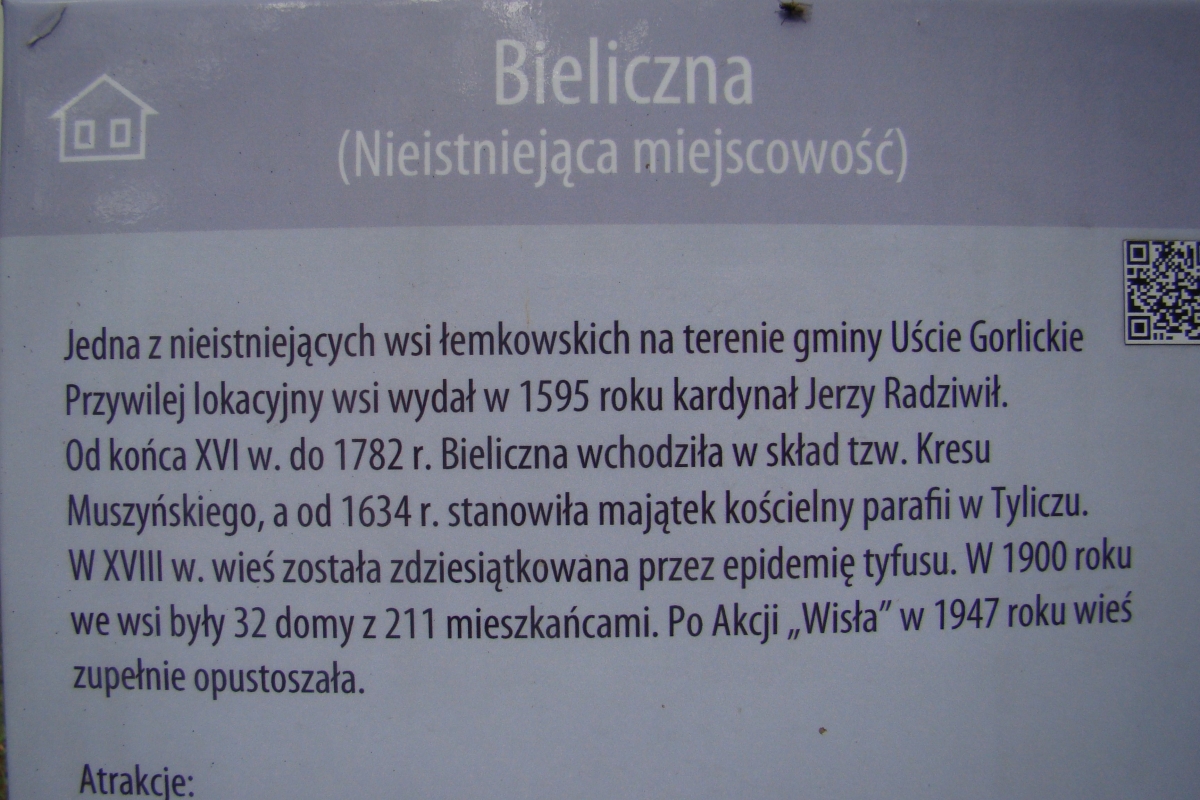 Bieliczna
(Nieistniejąca miejscowość)
Jedna z nieistniejących wsi łemkowskich na terenie gminy Uście Gorlickie
Przywilej lokacyjny wsi wydał w 1595 roku kardynał Jerzy Radziwił.
Od końca XVI w. do 1782 r. Bieliczna wchodziła w skład tzw. Kresu
Muszyńskiego, a od 1634 r. stanowiła majątek kościelny parafii w Tyliczu.
W XVIII w. wieś została zdziesiątkowana przez epidemię tyfusu. W 1900 roku
we wsi były 32 domy z 211 mieszkańcami. Po Akcji „Wisła” w 1947 roku wieś
zupełnie opustoszała.
Atrakcje: